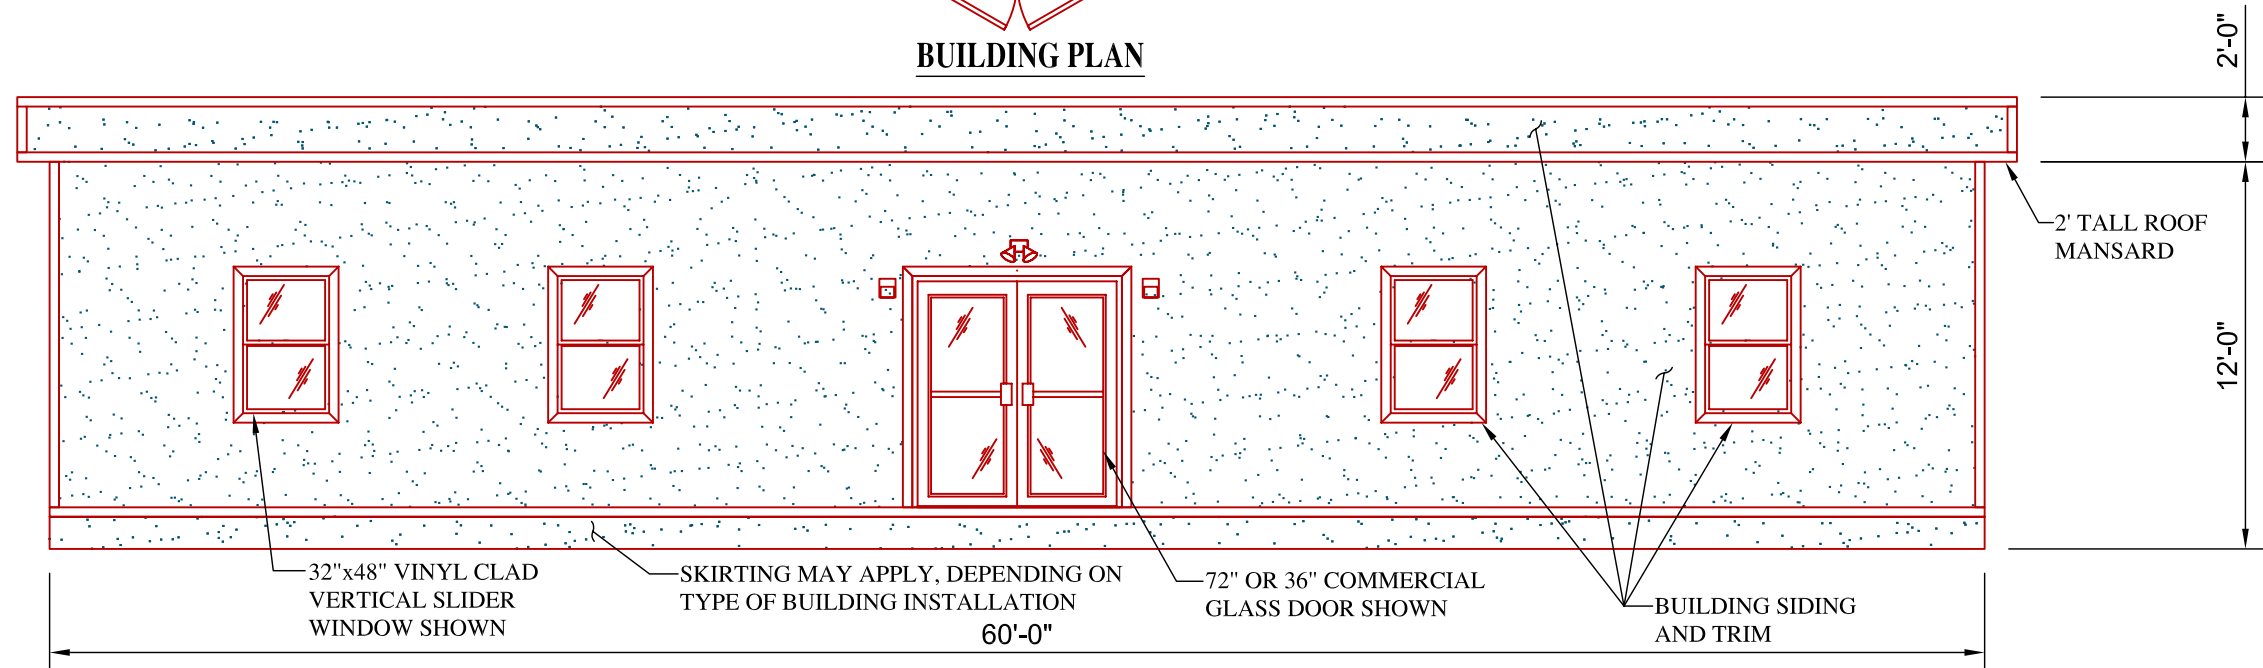 BUILDING PLAN
2'-0"
2' TALL ROOF
MANSARD
12'-0"
32"x48" VINYL CLAD
VERTICAL SLIDER
WINDOW SHOWN
SKIRTING MAY APPLY, DEPENDING ON
TYPE OF BUILDING INSTALLATION
72" OR 36" COMMERCIAL
GLASS DOOR SHOWN
BUILDING SIDING
AND TRIM
60'-0"